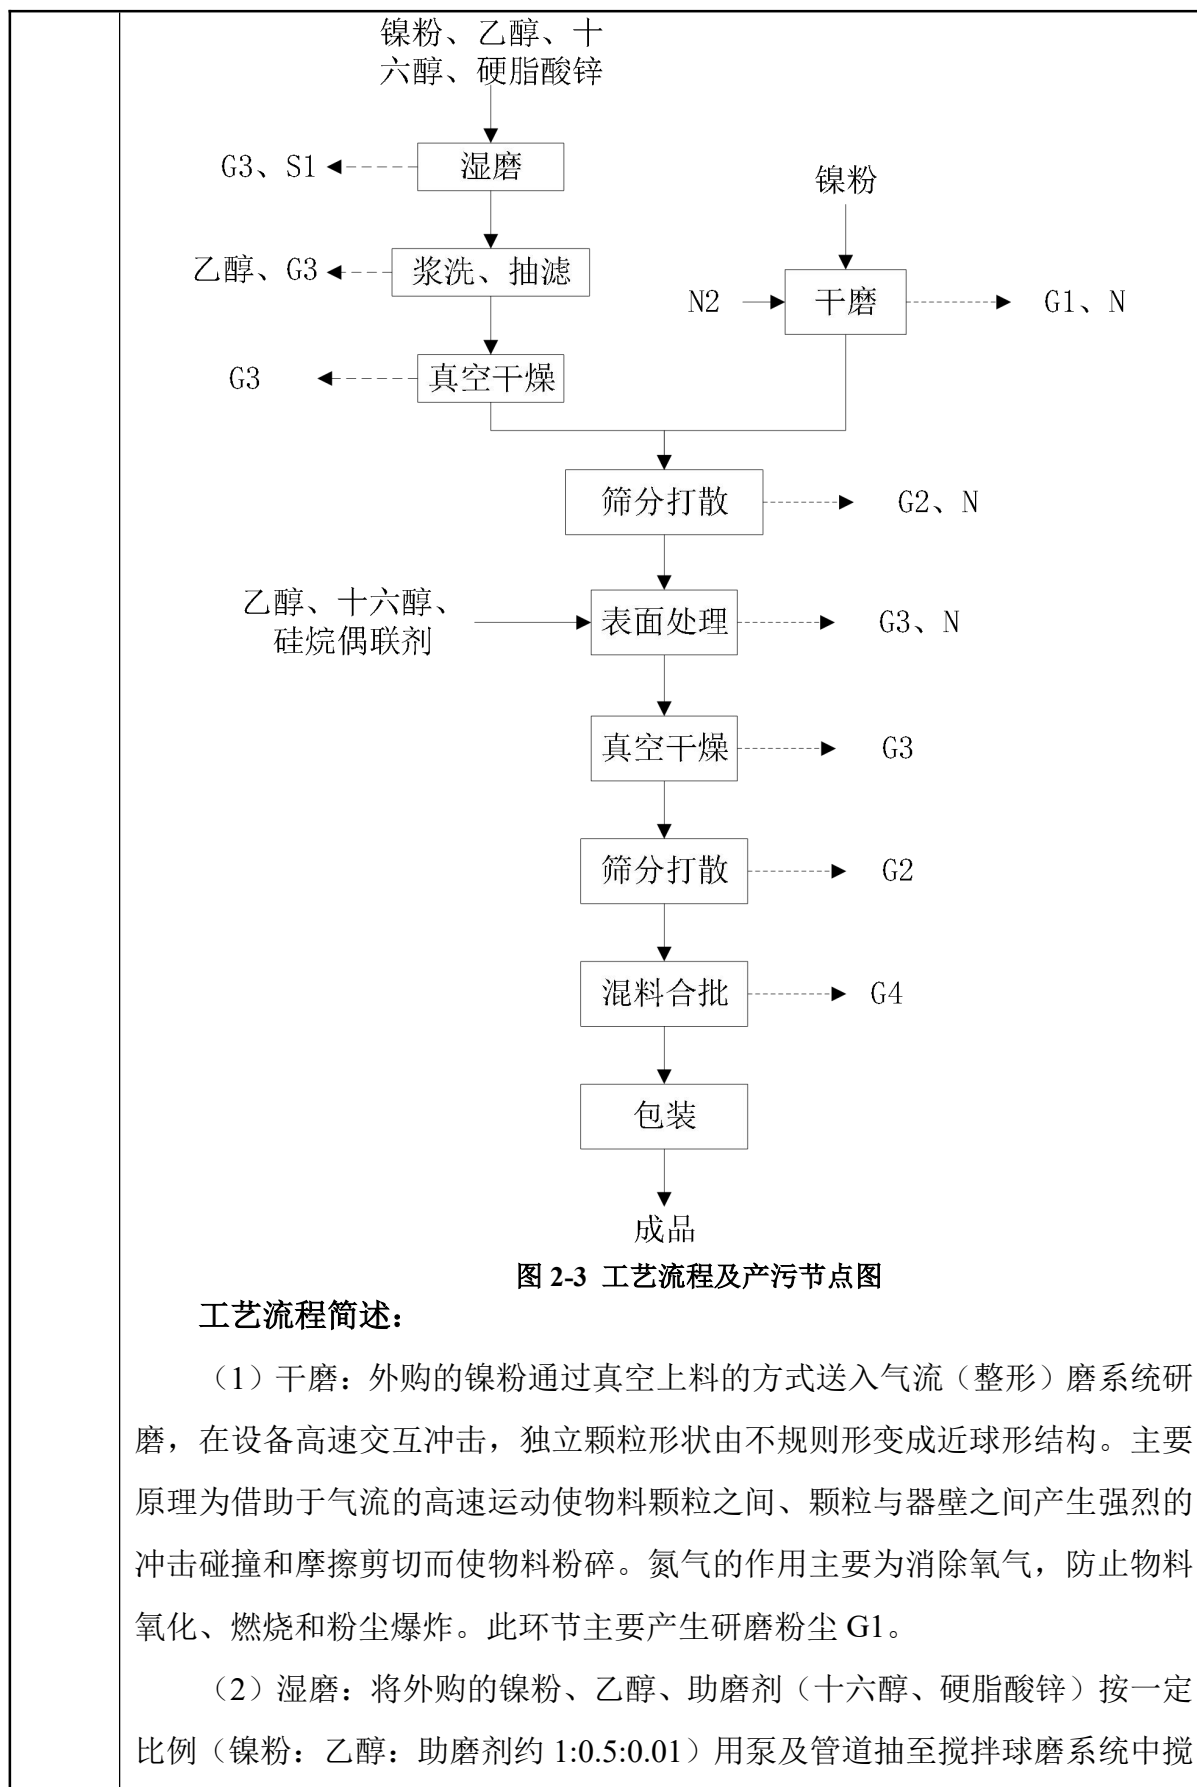 镍粉、乙醇、十
六醇、硬脂酸锌
G3、S1
湿磨
镍粉
乙醇、G3
浆洗、抽滤
N2
干磨
G1、N
G3
真空干燥
筛分打散
G2、N
乙醇、十六醇、
硅烷偶联剂
表面处理
G3、N
真空干燥
G3
筛分打散
G2
混料合批
G4
包装
成品
图 2-3 工艺流程及产污节点图
工艺流程简述：
（1）干磨：外购的镍粉通过真空上料的方式送入气流（整形）磨系统研
磨，在设备高速交互冲击，独立颗粒形状由不规则形变成近球形结构。主要
原理为借助于气流的高速运动使物料颗粒之间、颗粒与器壁之间产生强烈的
冲击碰撞和摩擦剪切而使物料粉碎。氮气的作用主要为消除氧气，防止物料
氧化、燃烧和粉尘爆炸。此环节主要产生研磨粉尘 G1。
（2）湿磨：将外购的镍粉、乙醇、助磨剂（十六醇、硬脂酸锌）按一定
比例（镍粉：乙醇：助磨剂约 1:0.5:0.01）用泵及管道抽至搅拌球磨系统中搅